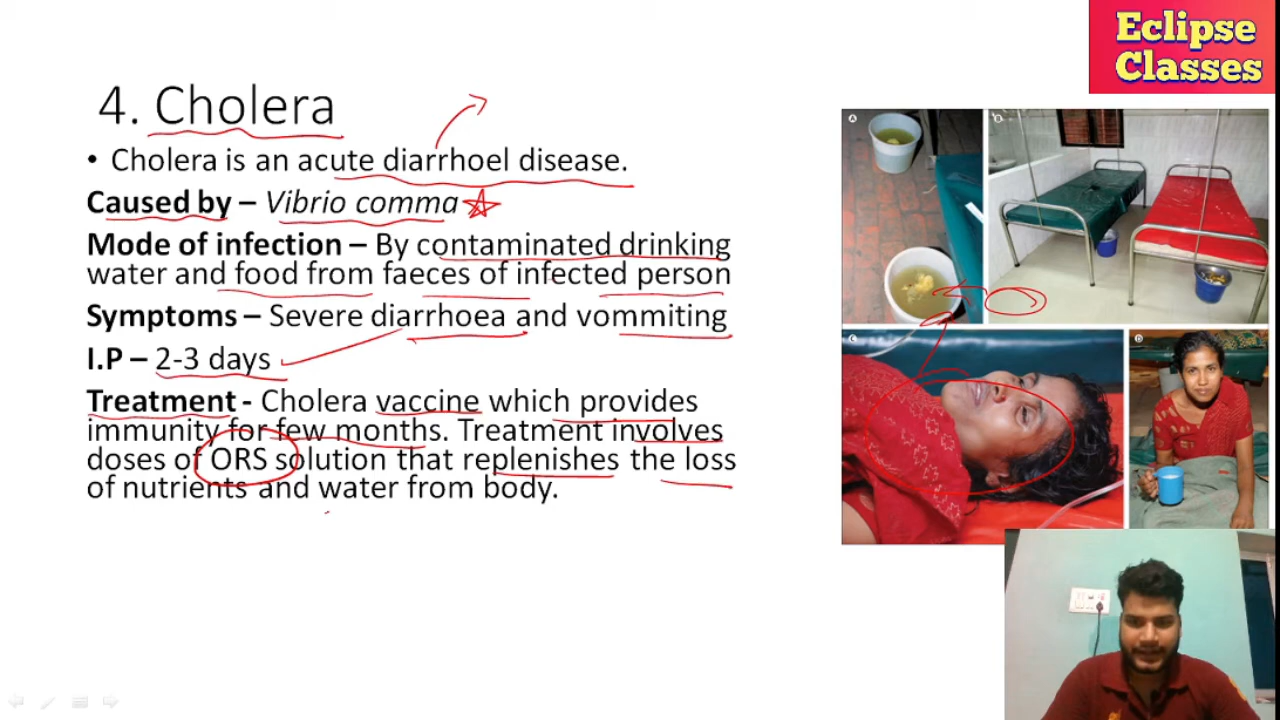 Eclipse
Classes
4. Cholera
• Cholera is an acute diarrhoel disease.
Caused by – Vibrio comma
Mode of infection – By contaminated drinking
water and food from faeces of infected person
Symptoms – Severe diarrhoea and vommiting
I.P – 2-3 days
Treatment - Cholera vaccine which provides
immunity for few months. Treatment involves
doses of ORS solution that replenishes the loss
of nutrients and water from body.
A
B
C
D